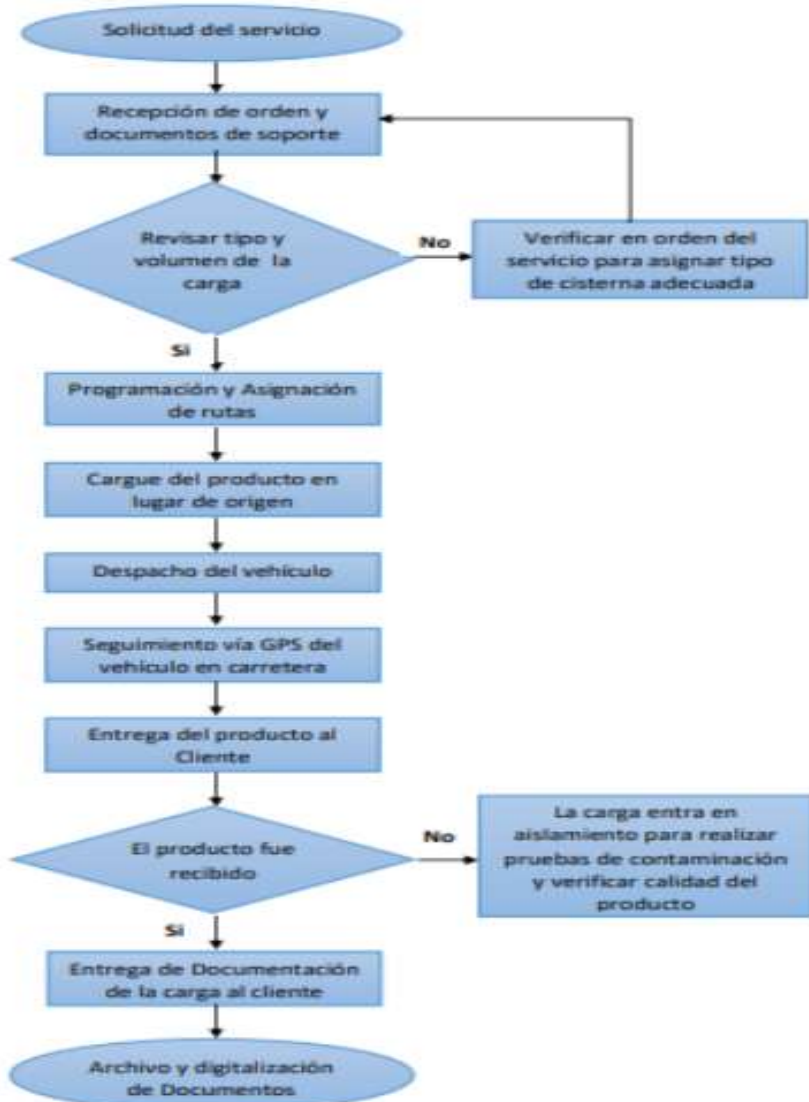 Solicitud del servicio
Recepción de orden y
documentos de soporte
Revisar tipo y
volumen de la
carga
No
Verificar en orden del
servicio para asignar tipo
de cisterna adecuada
Si
Programación y Asignación
de rutas
Cargue del producto en
lugar de origen
Despacho del vehículo
Seguimiento vía GPS del
vehículo en carretera
Entrega del producto al
Cliente
El producto fue
recibido
No
La carga entra en
aislamiento para realizar
pruebas de contaminación
y verificar calidad del
producto
Si
Entrega de Documentación
de la carga al cliente
Archivo y digitalización
de Documentos